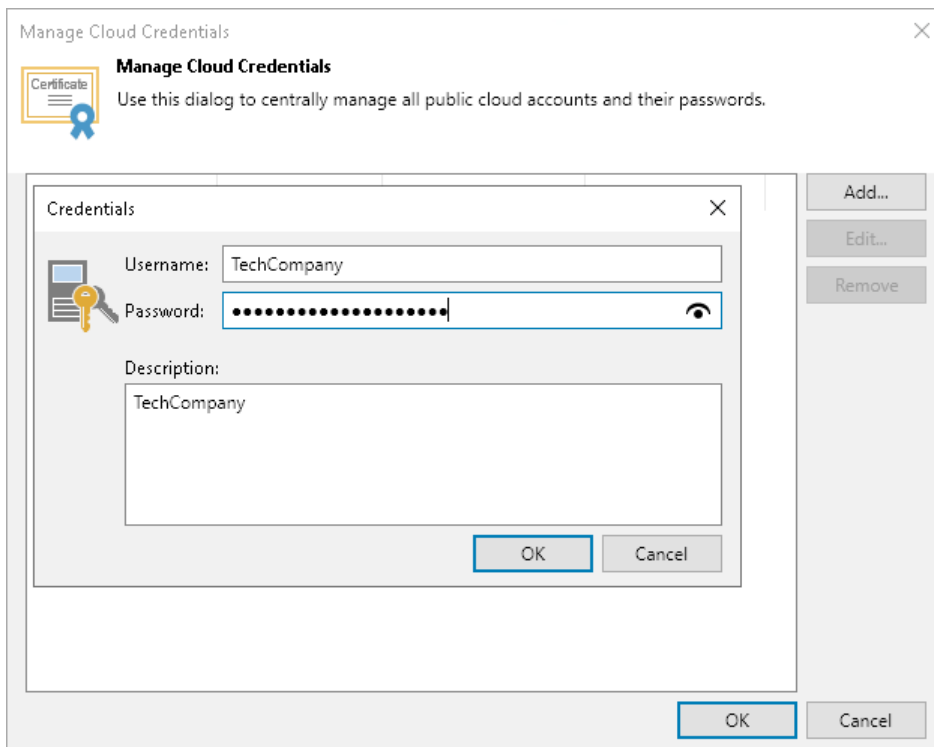 Manage Cloud Credentials
Certificate
Manage Cloud Credentials
Use this dialog to centrally manage all public cloud accounts and their passwords.
Add...
Edit...
Remove
Credentials
Username: TechCompany
Password: ●●●●●●●●●●●●●●●●●●●●
Description:
TechCompany
OK Cancel
OK Cancel